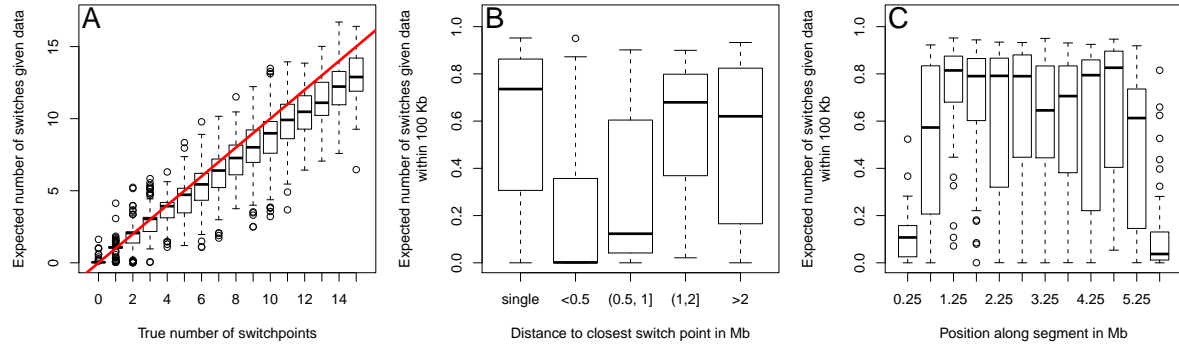 A
Expected number of switches given data
15
10
5
0
0 2 4 6 8 10 12 14
True number of switchpoints
B
Expected number of switches given data
within 100 Kb
1.0
0.8
0.6
0.4
0.2
0.0
single <0.5 (0.5, 1] (1,2] >2
Distance to closest switch point in Mb
C
Expected number of switches given data
within 100 Kb
1.0
0.8
0.6
0.4
0.2
0.0
0.25 1.25 2.25 3.25 4.25 5.25
Position along segment in Mb